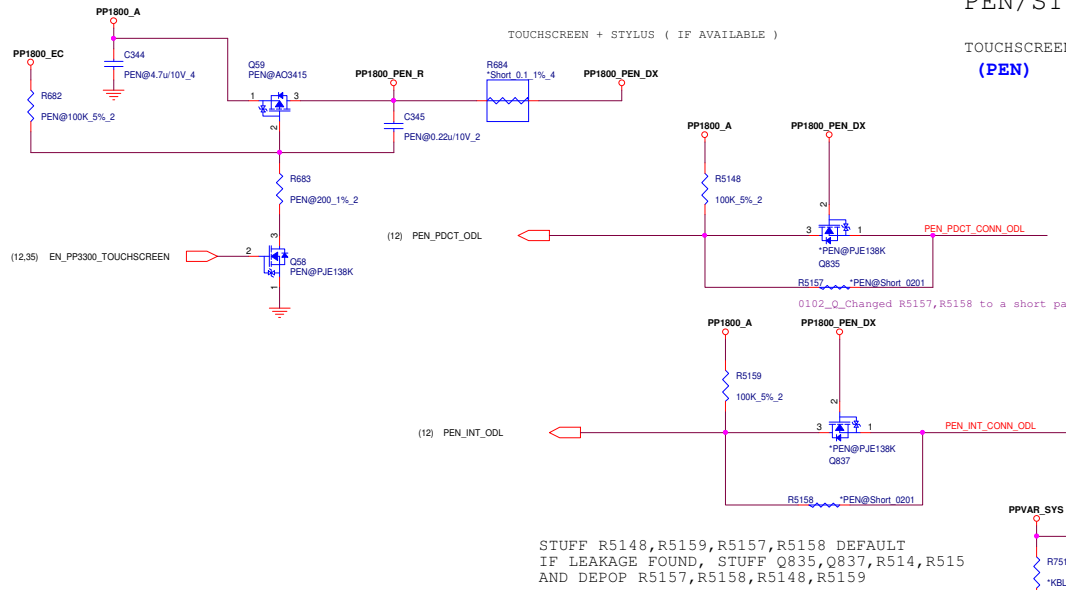 PEN/ST
TOUCHSCREEN + STYLUS ( IF AVAILABLE )
TOUCHSCREEN
(PEN)
PP1800_A
PP1800_EC
C344
PEN@4.7u/10V_4
R682
PEN@100K_5%_2
Q59
PEN@AO3415
1
3
2
PP1800_PEN_R
R684
*Short_0.1_1%_4
PP1800_PEN_DX
C345
PEN@0.22u/10V_2
R683
PEN@200_1%_2
(12,35) EN_PP3300_TOUCHSCREEN
2
3
1
Q58
PEN@PJE138K
PP1800_A
PP1800_PEN_DX
R5148
100K_5%_2
2
(12) PEN_PDCT_ODL
3
1
PEN_PDCT_CONN_ODL
*PEN@PJE138K
Q835
R5157
*PEN@Short_0201
0102_Q_Changed R5157,R5158 to a short pa
PP1800_A
PP1800_PEN_DX
R5159
100K_5%_2
2
(12) PEN_INT_ODL
3
1
PEN_INT_CONN_ODL
*PEN@PJE138K
Q837
R5158
*PEN@Short_0201
STUFF R5148,R5159,R5157,R5158 DEFAULT
IF LEAKAGE FOUND, STUFF Q835,Q837,R514,R515
AND DEPOP R5157,R5158,R5148,R5159
PPVAR_SYS
R751
*KBL